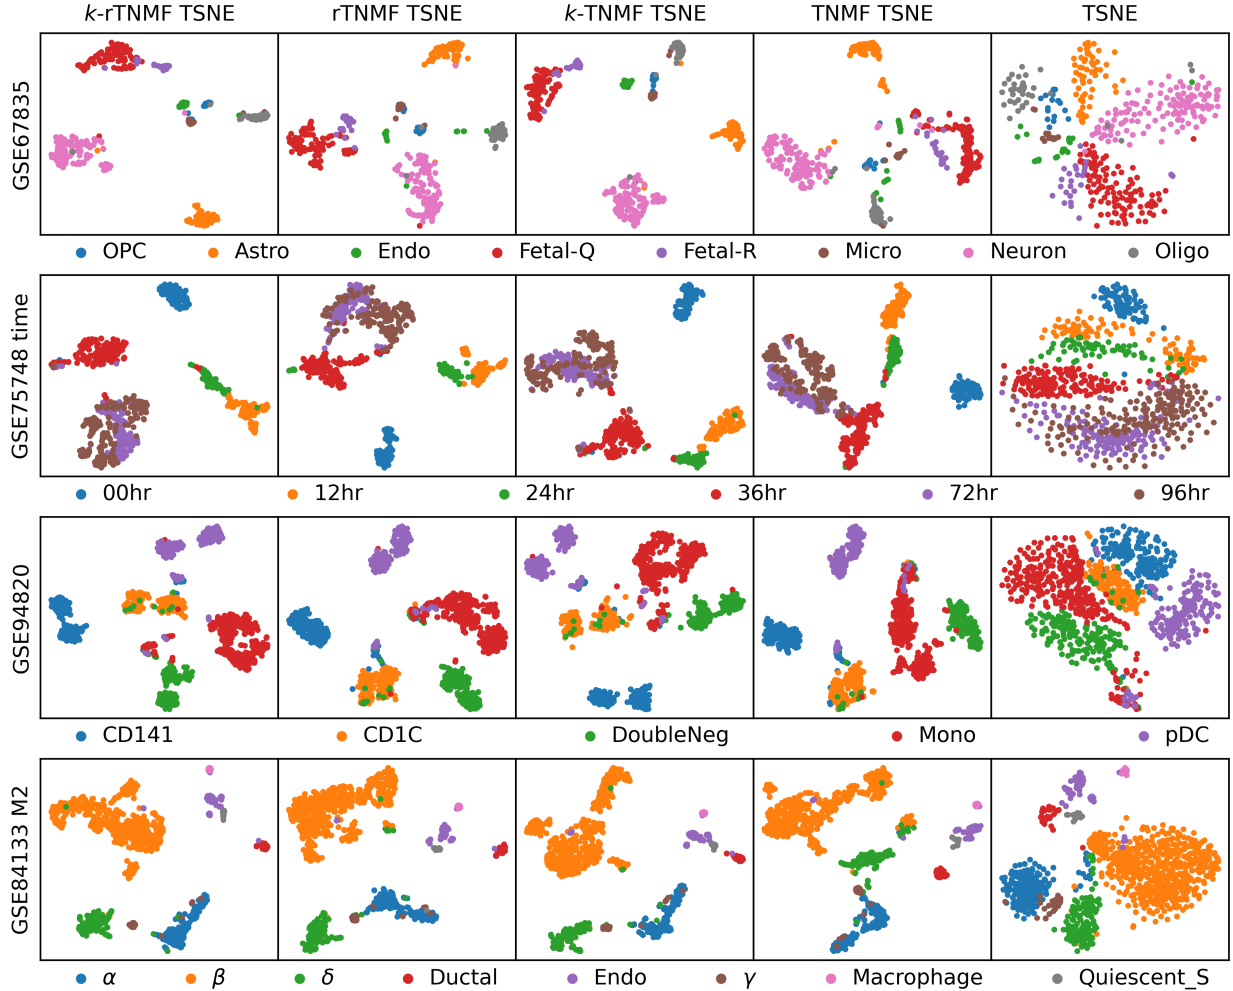 k-rTNMF TSNE rTNMF TSNE k-TNMF TSNE TNMF TSNE TSNE
GSE67835
OPC Astro Endo Fetal-Q Fetal-R Micro Neuron Oligo
GSE75748 time
00hr 12hr 24hr 36hr 72hr 96hr
GSE94820
CD141 CD1C DoubleNeg Mono pDC
GSE84133 M2
α β δ Ductal Endo γ Macrophage Quiescent_S